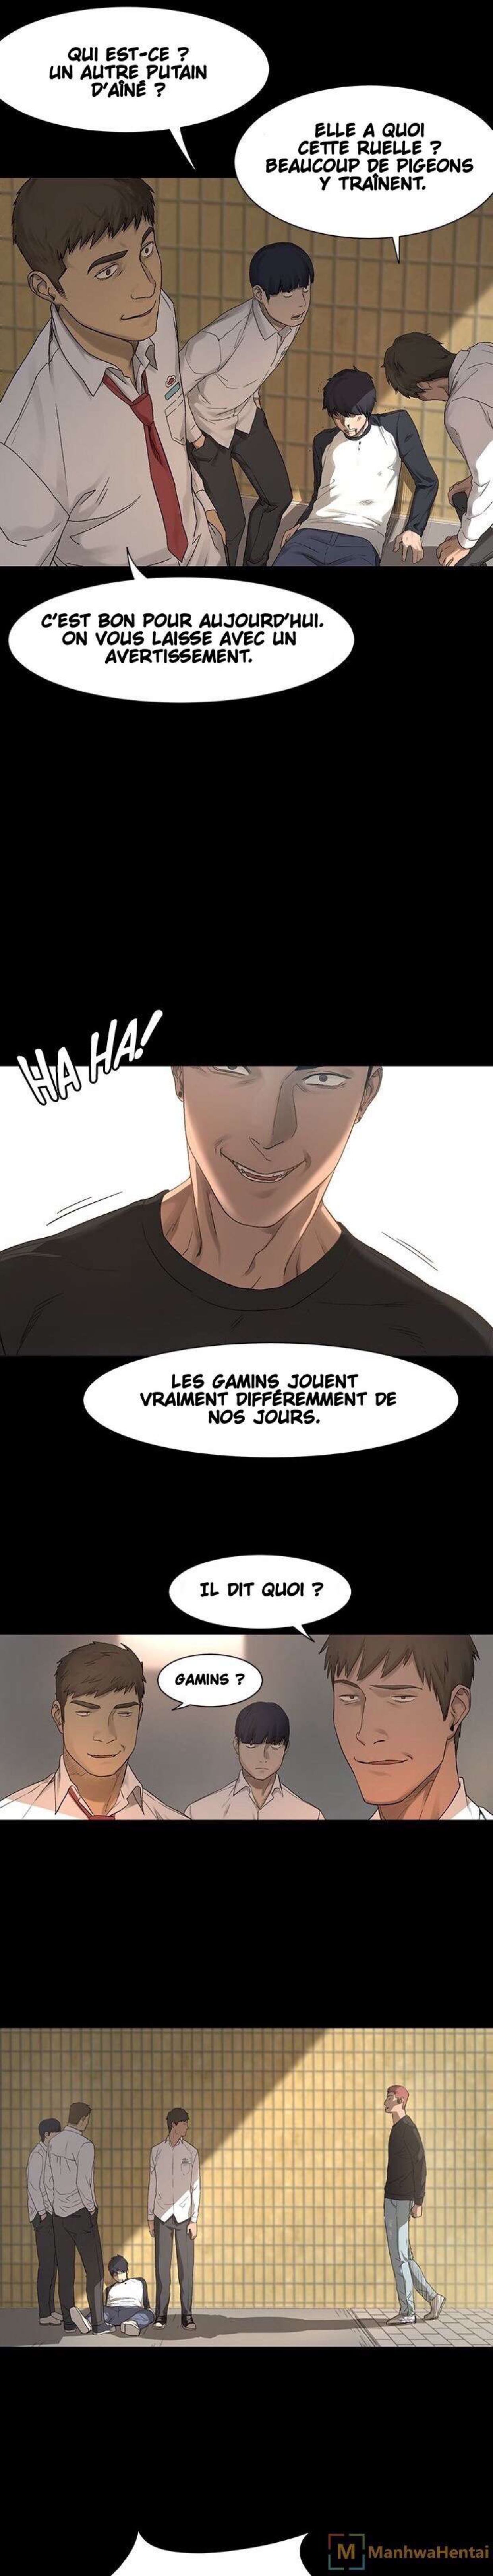 QUI EST-CE ?
UN AUTRE PUTAIN
D'AÎNÉ ?
ELLE A QUOI
CETTE RUELLE ?
BEAUCOUP DE PIGEONS
Y TRAÎNENT.
C'EST BON POUR AUJOURD'HUI.
ON VOUS LAISSE AVEC UN
AVERTISSEMENT.
HA HA!
LES GAMINS JOUENT
VRAIMENT DIFFÉREMMENT DE
NOS JOURS.
IL DIT QUOI ?
GAMINS ?
M ManhwaHentai